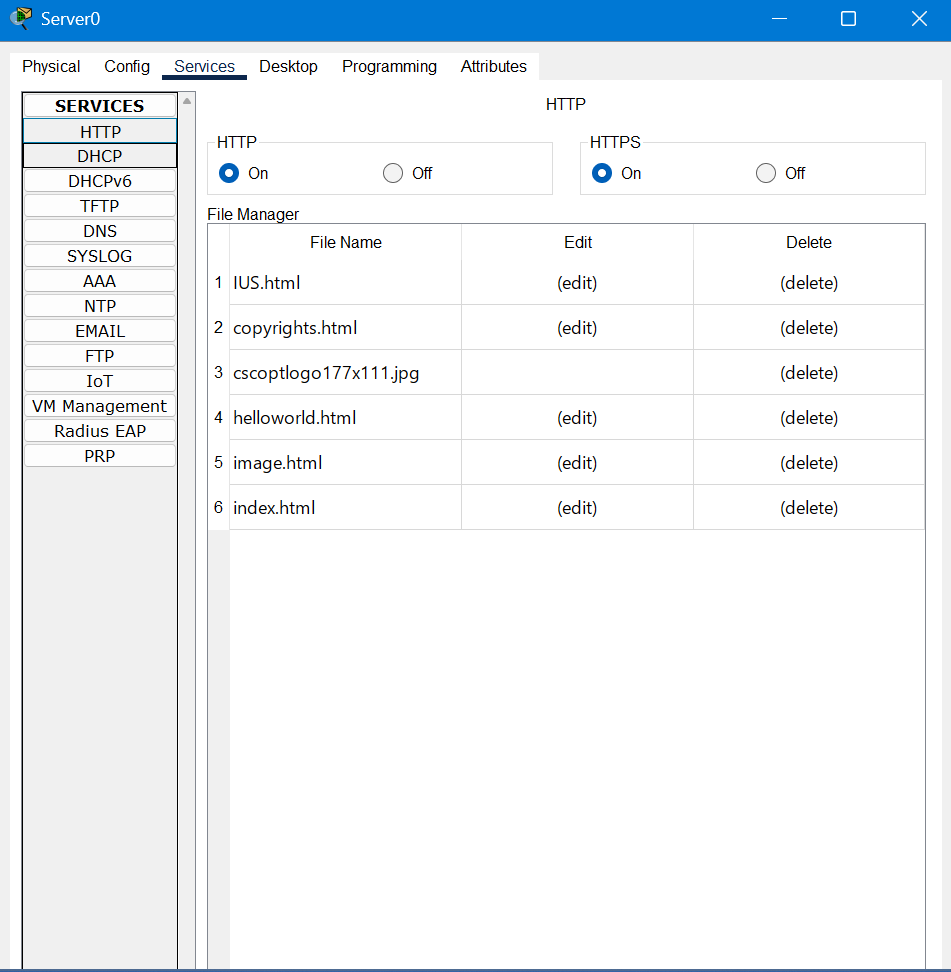 Server0
Physical Config Services Desktop Programming Attributes
SERVICES
HTTP
DHCP
DHCPv6
TFTP
DNS
SYSLOG
AAA
NTP
EMAIL
FTP
IoT
VM Management
Radius EAP
PRP
HTTP
HTTP
On Off
HTTPS
On Off
File Manager
File Name Edit Delete
1 IUS.html (edit) (delete)
2 copyrights.html (edit) (delete)
3 cscoptlogo177x111.jpg (delete)
4 helloworld.html (edit) (delete)
5 image.html (edit) (delete)
6 index.html (edit) (delete)